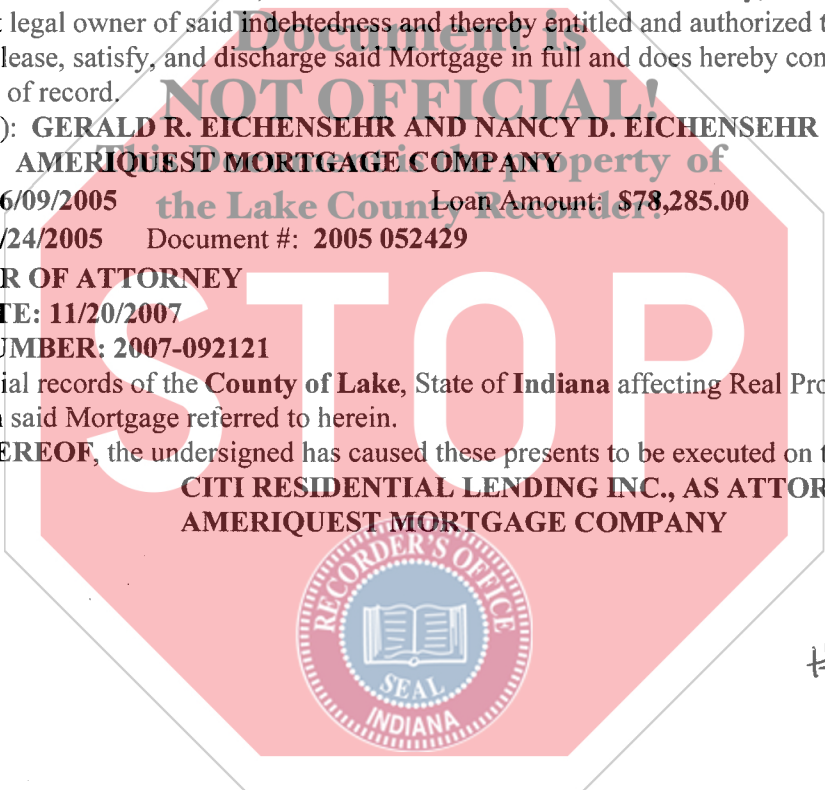 legal owner of said indebtedness and thereby entitled and authorized t
lease, satisfy, and discharge said Mortgage in full and does hereby con
of record.
): GERALD R. EICHENSEHR AND NANCY D. EICHENSEHR
AMERIQUEST MORTGAGE COMPANY
6/09/2005 Loan Amount: $78,285.00
/24/2005 Document #: 2005 052429
R OF ATTORNEY
TE: 11/20/2007
UMBER: 2007-092121
ial records of the County of Lake, State of Indiana affecting Real Pro
said Mortgage referred to herein.
EREOF, the undersigned has caused these presents to be executed on t
CITI RESIDENTIAL LENDING INC., AS ATTOR
AMERIQUEST MORTGAGE COMPANY
Document is
NOT OFFICIAL!
This Document is the property of
the Lake County Recorder!
STOP
RECORDER'S OFFICE
SEAL
INDIANA